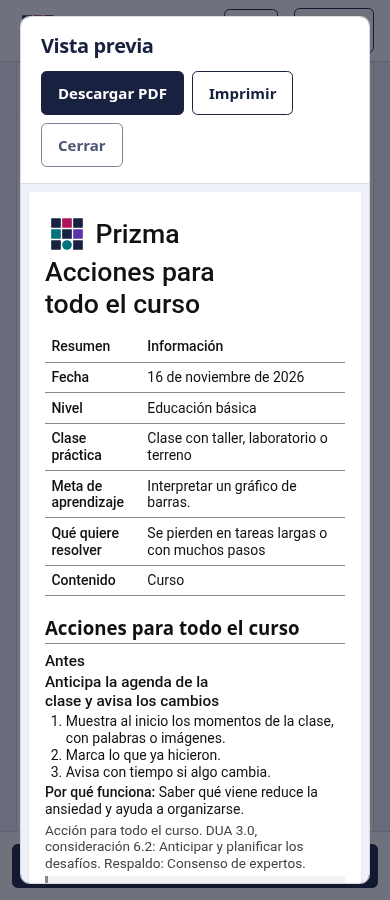 Vista previa
Descargar PDF
Imprimir
Cerrar
Prizma
Acciones para
todo el curso
Resumen Información
Fecha 16 de noviembre de 2026
Nivel Educación básica
Clase práctica Clase con taller, laboratorio o terreno
Meta de aprendizaje Interpretar un gráfico de barras.
Qué quiere resolver Se pierden en tareas largas o con muchos pasos
Contenido Curso
Acciones para todo el curso
Antes
Anticipa la agenda de la
clase y avisa los cambios
1. Muestra al inicio los momentos de la clase,
con palabras o imágenes.
2. Marca lo que ya hicieron.
3. Avisa con tiempo si algo cambia.
Por qué funciona: Saber qué viene reduce la
ansiedad y ayuda a organizarse.
Acción para todo el curso. DUA 3.0,
consideración 6.2: Anticipar y planificar los
desafíos. Respaldo: Consenso de expertos.